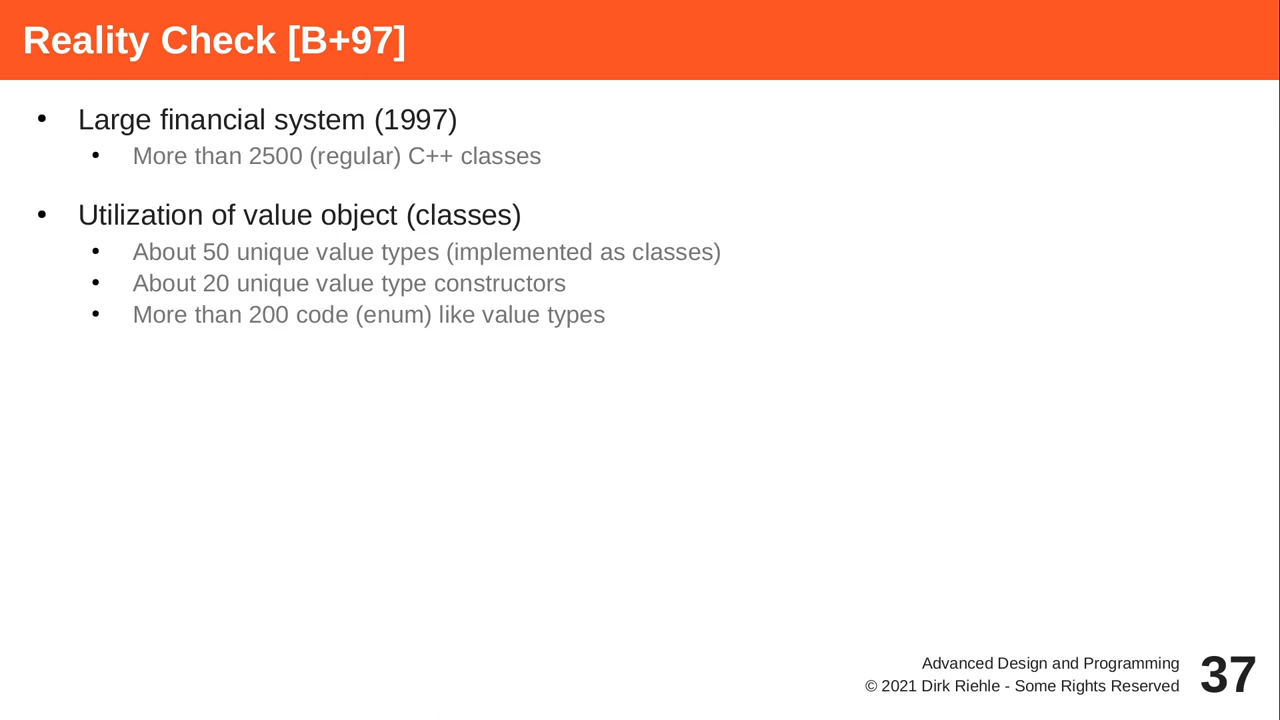 Reality Check [B+97]
• Large financial system (1997)
• More than 2500 (regular) C++ classes
• Utilization of value object (classes)
• About 50 unique value types (implemented as classes)
• About 20 unique value type constructors
• More than 200 code (enum) like value types
Advanced Design and Programming
© 2021 Dirk Riehle - Some Rights Reserved
37